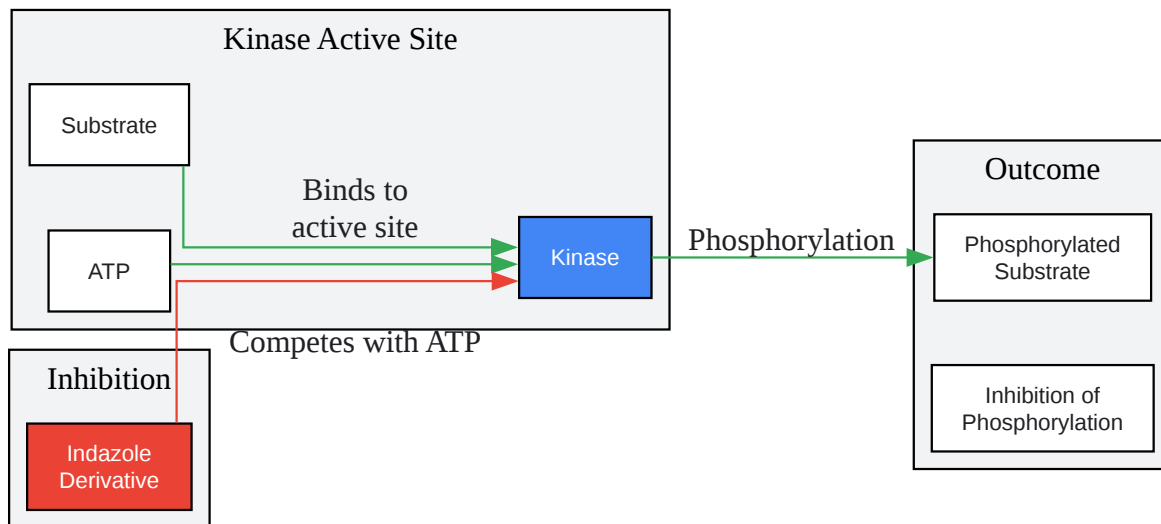 Kinase Active Site
Substrate
Binds to
active site
ATP
Kinase
Phosphorylation
Competes with ATP
Inhibition
Indazole
Derivative
Outcome
Phosphorylated
Substrate
Inhibition of
Phosphorylation